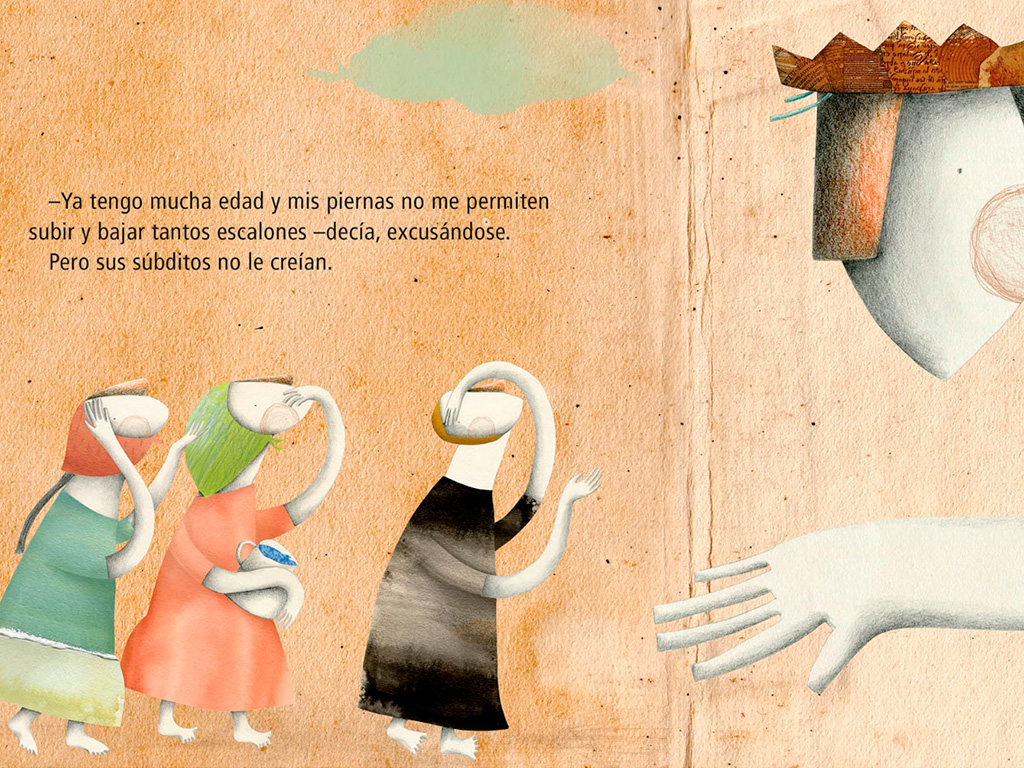 –Ya tengo mucha edad y mis piernas no me permiten
subir y bajar tantos escalones –decía, excusándose.
Pero sus súbditos no le creían.